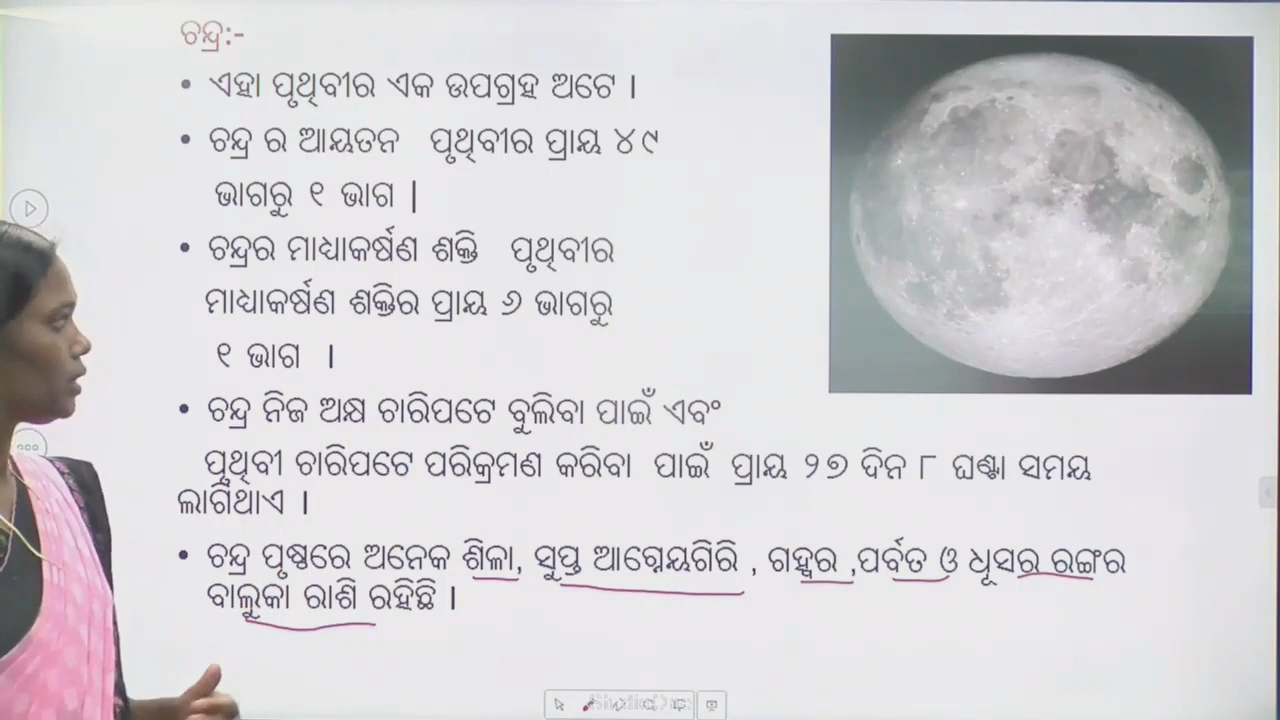 ଚନ୍ଦ୍ର:-
• ଏହା ପୃଥିବୀର ଏକ ଉପଗ୍ରହ ଅଟେ ।
• ଚନ୍ଦ୍ର ର ଆୟତନ ପୃଥିବୀର ପ୍ରାୟ ୪୯
ଭାଗରୁ ୧ ଭାଗ |
• ଚନ୍ଦ୍ରର ମାଧ୍ୟାକର୍ଷଣ ଶକ୍ତି ପୃଥିବୀର
ମାଧ୍ୟାକର୍ଷଣ ଶକ୍ତିର ପ୍ରାୟ ୬ ଭାଗରୁ
୧ ଭାଗ ।
• ଚନ୍ଦ୍ର ନିଜ ଅକ୍ଷ ଚାରିପଟେ ବୁଲିବା ପାଇଁ ଏବଂ
ପୃଥିବୀ ଚାରିପଟେ ପରିକ୍ରମଣ କରିବା ପାଇଁ ପ୍ରାୟ ୨୭ ଦିନ ୮ ଘଣ୍ଟା ସମୟ
ଲାଗିଥାଏ ।
• ଚନ୍ଦ୍ର ପୃଷ୍ଠରେ ଅନେକ ଶିଳା, ସୁପ୍ତ ଆଗ୍ନେୟଗିରି , ଗହ୍ୱର ,ପର୍ବତ ଓ ଧୂସର ରଙ୍ଗର
ବାଲୁକା ରାଶି ରହିଛି ।